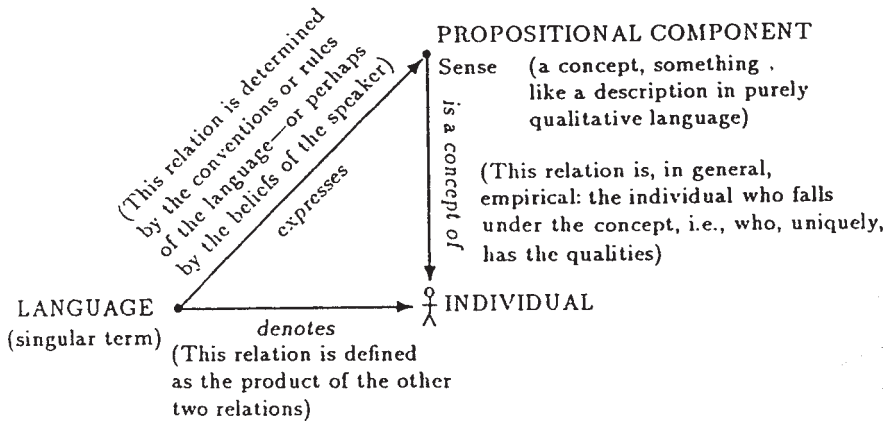 PROPOSITIONAL COMPONENT
Sense (a concept, something ,
like a description in purely
qualitative language)
(This relation is determined
by the conventions or rules
of the language—or perhaps
by the beliefs of the speaker)
expresses
is a concept of
(This relation is, in general,
empirical: the individual who falls
under the concept, i.e., who, uniquely,
has the qualities)
LANGUAGE
(singular term)
INDIVIDUAL
denotes
(This relation is defined
as the product of the other
two relations)